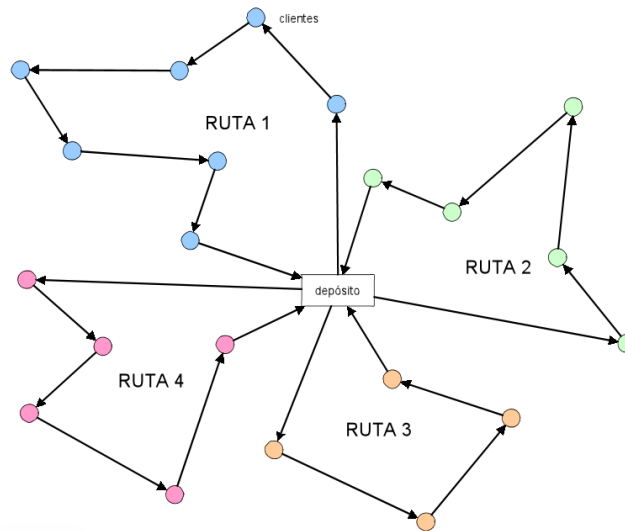 clientes
RUTA 1
RUTA 2
depósito
RUTA 4
RUTA 3